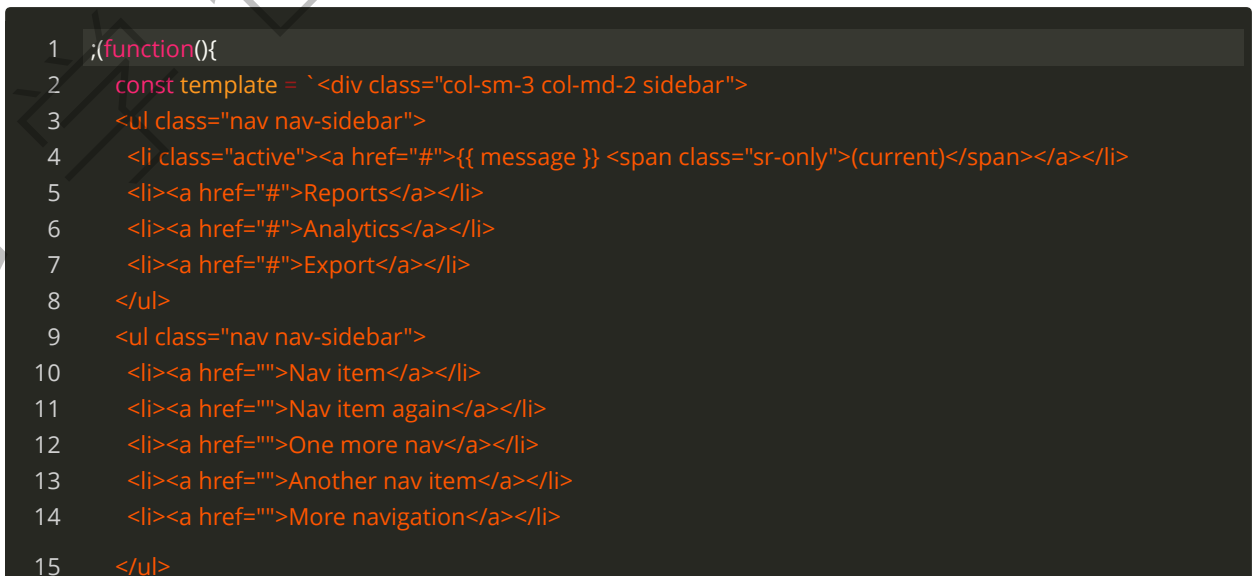 1 ;(function(){
2 const template = `<div class="col-sm-3 col-md-2 sidebar">
3 <ul class="nav nav-sidebar">
4 <li class="active"><a href="#">{{ message }} <span class="sr-only">(current)</span></a></li>
5 <li><a href="#">Reports</a></li>
6 <li><a href="#">Analytics</a></li>
7 <li><a href="#">Export</a></li>
8 </ul>
9 <ul class="nav nav-sidebar">
10 <li><a href="">Nav item</a></li>
11 <li><a href="">Nav item again</a></li>
12 <li><a href="">One more nav</a></li>
13 <li><a href="">Another nav item</a></li>
14 <li><a href="">More navigation</a></li>
15 </ul>